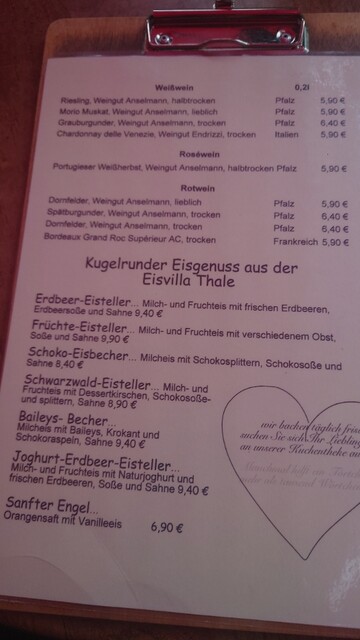 Weißwein 0,2l
Riesling, Weingut Anselmann, halbtrocken Pfalz 5,90 €
Morio Muskat, Weingut Anselmann, lieblich Pfalz 5,90 €
Grauburgunder, Weingut Anselmann, trocken Pfalz 6,40 €
Chardonnay delle Venezie, Weingut Endrizzi, trocken Italien 5,90 €
Roséwein
Portugieser Weißherbst, Weingut Anselmann, halbtrocken Pfalz 5,90 €
Rotwein
Dornfelder, Weingut Anselmann, lieblich Pfalz 5,90 €
Spätburgunder, Weingut Anselmann, trocken Pfalz 6,40 €
Dornfelder, Weingut Anselmann, trocken Pfalz 6,40 €
Bordeaux Grand Roc Supérieur AC, trocken Frankreich 5,90 €
Kugelrunder Eisgenuss aus der
Eisvilla Thale
Erdbeer-Eisteller... Milch- und Fruchteis mit frischen Erdbeeren,
Erdbeersoße und Sahne 9,40 €
Früchte-Eisteller... Milch- und Fruchteis mit verschiedenem Obst,
Soße und Sahne 9,90 €
Schoko-Eisbecher... Milcheis mit Schokosplittern, Schokosoße und
Sahne 8,40 €
Schwarzwald-Eisteller... Milch- und
Fruchteis mit Dessertkirschen, Schokosoße-
und splittern, Sahne 8,90 €
Baileys- Becher...
Milcheis mit Baileys, Krokant und
Schokoraspeln, Sahne 9,40 €
Joghurt-Erdbeer-Eisteller...
Milch- und Fruchteis mit Naturjoghurt und
frischen Erdbeeren, Soße und Sahne 9,40 €
Sanfter Engel...
Orangensaft mit Vanilleeis 6,90 €
wir backen täglich fris
suchen Sie sich Ihr Liebling
an unserer Kuchentheke au
Manchmal hilft ein
mehr als tausend